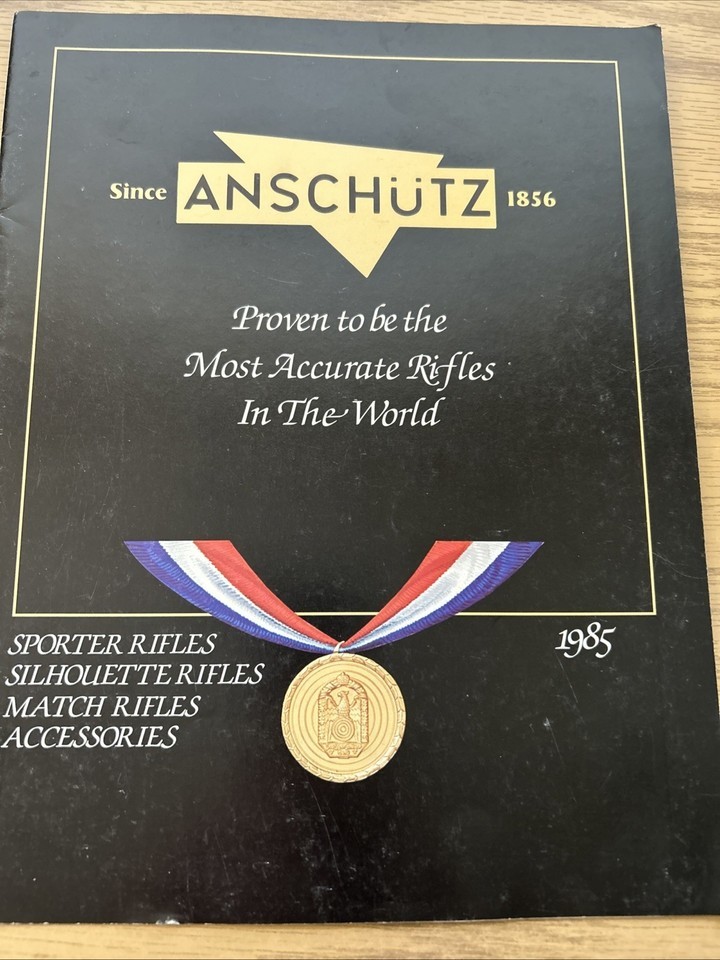 Since ANSCHÜTZ 1856
Proven to be the
Most Accurate Rifles
In The World
SPORTER RIFLES
SILHOUETTE RIFLES
MATCH RIFLES
ACCESSORIES
1985